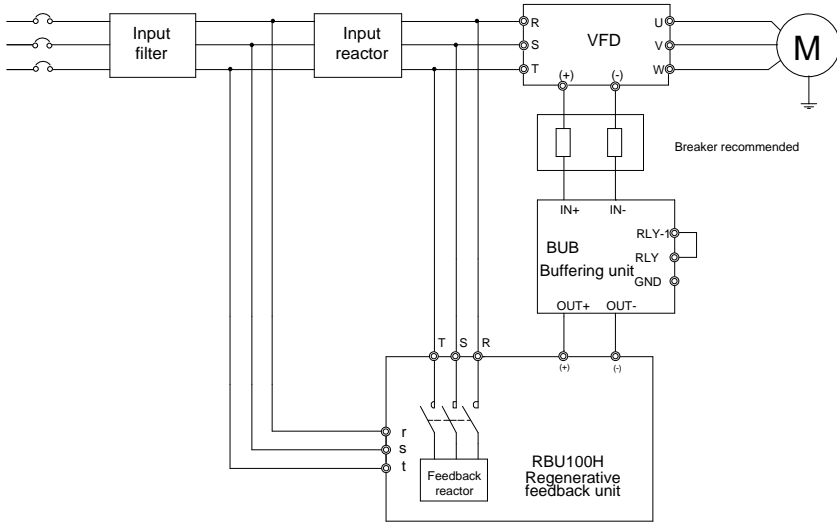 Input
filter
Input
reactor
R
S
T
VFD
(+)
(-)
U
V
W
M
Breaker recommended
IN+
IN-
BUB
Buffering unit
RLY-1
RLY
GND
OUT+
OUT-
T
S
R
(+)
(-)
r
s
t
Feedback
reactor
RBU100H
Regenerative
feedback unit